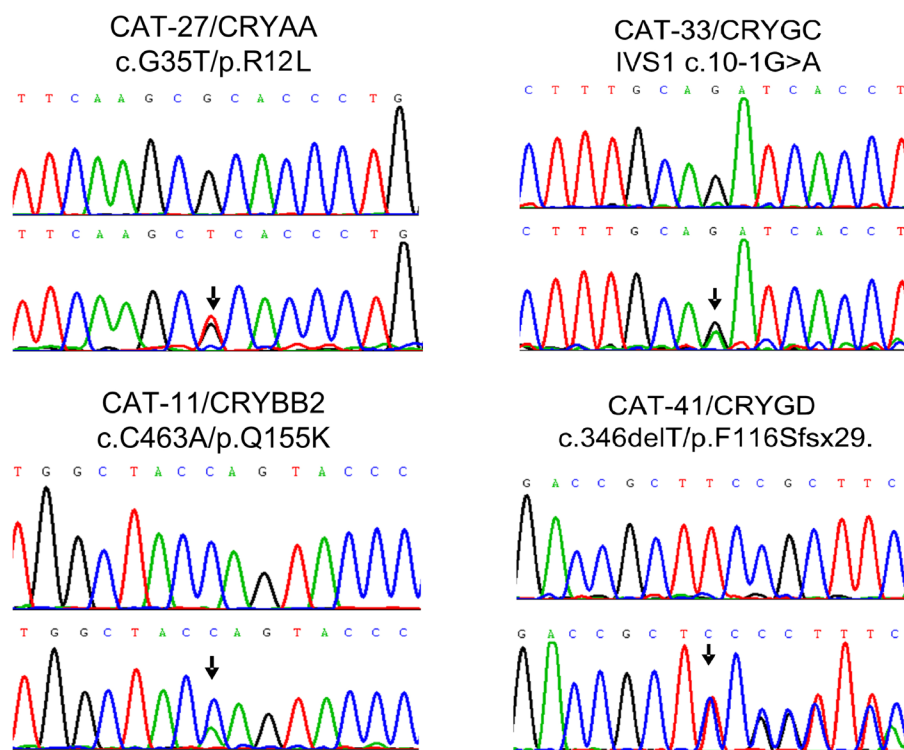 CAT-27/CRYAA
c.G35T/p.R12L
T T C A A G C G C A C C C T G
T T C A A G C T C A C C C T G
CAT-33/CRYGC
IVS1 c.10-1G>A
C T T T G C A G A T C A C C T
C T T T G C A G A T C A C C T
CAT-11/CRYBB2
c.C463A/p.Q155K
T G G C T A C C A G T A C C C
T G G C T A C C A G T A C C C
CAT-41/CRYGD
c.346delT/p.F116Sfsx29.
G A C C G C T T C C G C T T C
G A C C G C T C C C C T T T C